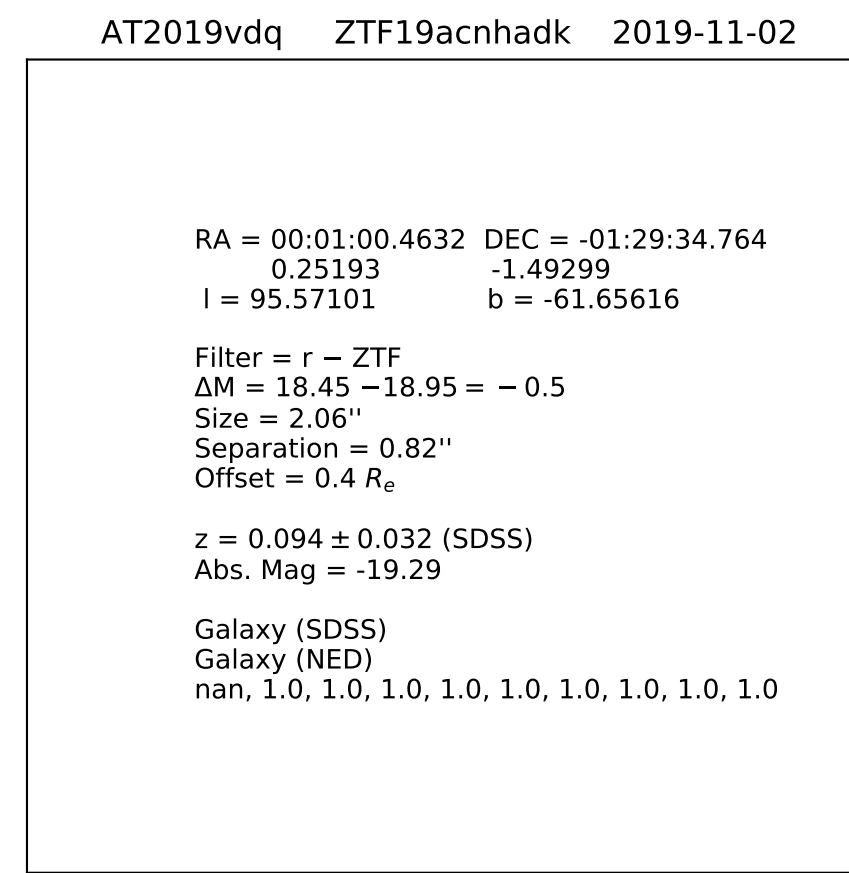 AT2019vdq ZTF19acnhadk 2019-11-02
RA = 00:01:00.4632 DEC = -01:29:34.764
0.25193 -1.49299
l = 95.57101 b = -61.65616
Filter = r − ZTF
ΔM = 18.45 −18.95 = − 0.5
Size = 2.06''
Separation = 0.82''
Offset = 0.4 Rₑ
z = 0.094 ± 0.032 (SDSS)
Abs. Mag = -19.29
Galaxy (SDSS)
Galaxy (NED)
nan, 1.0, 1.0, 1.0, 1.0, 1.0, 1.0, 1.0, 1.0, 1.0